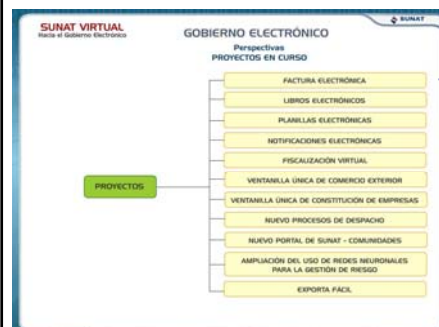 SUNAT VIRTUAL
Hacia el Gobierno Electrónico
GOBIERNO ELECTRÓNICO
SUNAT
Perspectivas
PROYECTOS EN CURSO
PROYECTOS
FACTURA ELECTRÓNICA
LIBROS ELECTRÓNICOS
PLANILLAS ELECTRÓNICAS
NOTIFICACIONES ELECTRÓNICAS
FISCALIZACIÓN VIRTUAL
VENTANILLA ÚNICA DE COMERCIO EXTERIOR
VENTANILLA ÚNICA DE CONSTITUCIÓN DE EMPRESAS
NUEVO PROCESOS DE DESPACHO
NUEVO PORTAL DE SUNAT - COMUNIDADES
AMPLIACIÓN DEL USO DE REDES NEURONALES
PARA LA GESTIÓN DE RIESGO
EXPORTA FÁCIL